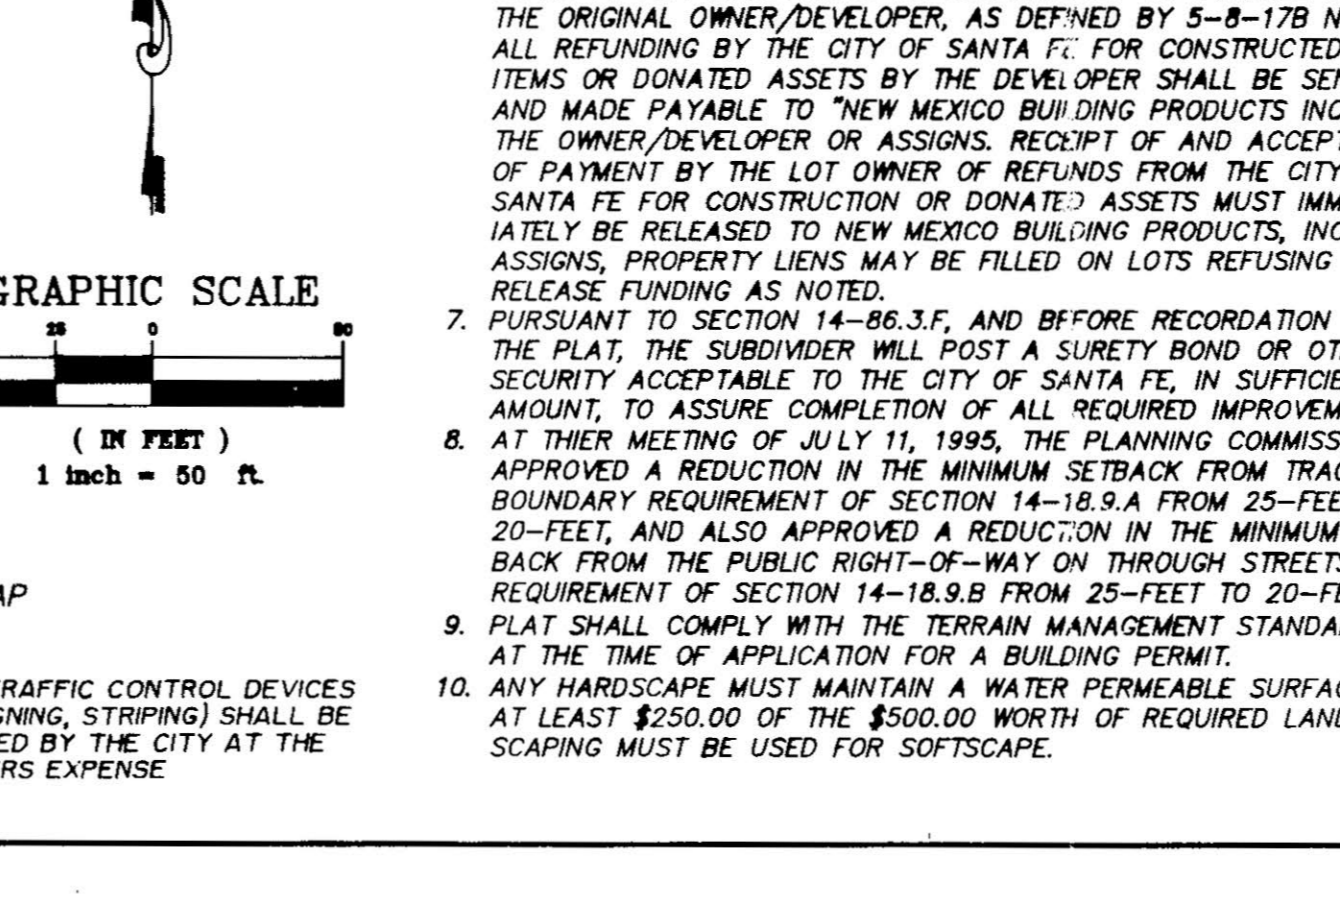 THE ORIGINAL OWNER/DEVELOPER, AS DEFINED BY 5-8-17B N
ALL REFUNDING BY THE CITY OF SANTA FE FOR CONSTRUCTED
ITEMS OR DONATED ASSETS BY THE DEVELOPER SHALL BE SEN
AND MADE PAYABLE TO "NEW MEXICO BUILDING PRODUCTS INC
THE OWNER/DEVELOPER OR ASSIGNS. RECEIPT OF AND ACCEPT
OF PAYMENT BY THE LOT OWNER OF REFUNDS FROM THE CITY
SANTA FE FOR CONSTRUCTION OR DONATED ASSETS MUST IMM
IATELY BE RELEASED TO NEW MEXICO BUILDING PRODUCTS, INC
ASSIGNS, PROPERTY LIENS MAY BE FILLED ON LOTS REFUSING
RELEASE FUNDING AS NOTED.
7. PURSUANT TO SECTION 14-86.3.F, AND BEFORE RECORDATION
THE PLAT, THE SUBDIVIDER WILL POST A SURETY BOND OR OT
SECURITY ACCEPTABLE TO THE CITY OF SANTA FE, IN SUFFICIE
AMOUNT, TO ASSURE COMPLETION OF ALL REQUIRED IMPROVEM
8. AT THIER MEETING OF JULY 11, 1995, THE PLANNING COMMISS
APPROVED A REDUCTION IN THE MINIMUM SETBACK FROM TRAC
BOUNDARY REQUIREMENT OF SECTION 14-18.9.A FROM 25-FEE
20-FEET, AND ALSO APPROVED A REDUCTION IN THE MINIMUM
BACK FROM THE PUBLIC RIGHT-OF-WAY ON THROUGH STREETS
REQUIREMENT OF SECTION 14-18.9.B FROM 25-FEET TO 20-FE
9. PLAT SHALL COMPLY WITH THE TERRAIN MANAGEMENT STANDA
AT THE TIME OF APPLICATION FOR A BUILDING PERMIT.
10. ANY HARDSCAPE MUST MAINTAIN A WATER PERMEABLE SURFAC
AT LEAST $250.00 OF THE $500.00 WORTH OF REQUIRED LAND
SCAPING MUST BE USED FOR SOFTSCAPE.
GRAPHIC SCALE
25 0 50
( IN FEET )
1 inch = 50 ft.
AP
RAFFIC CONTROL DEVICES
GNING, STRIPING) SHALL BE
ED BY THE CITY AT THE
ERS EXPENSE